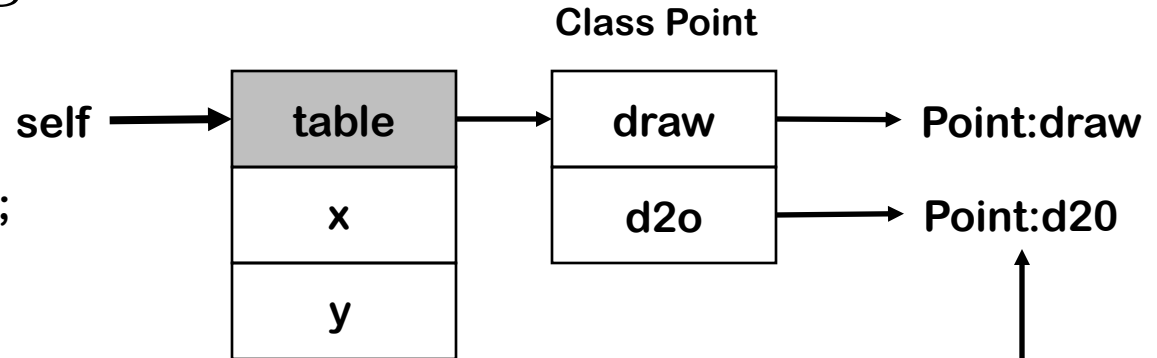 Class Point
self table draw Point:draw
; x d2o Point:d20
y